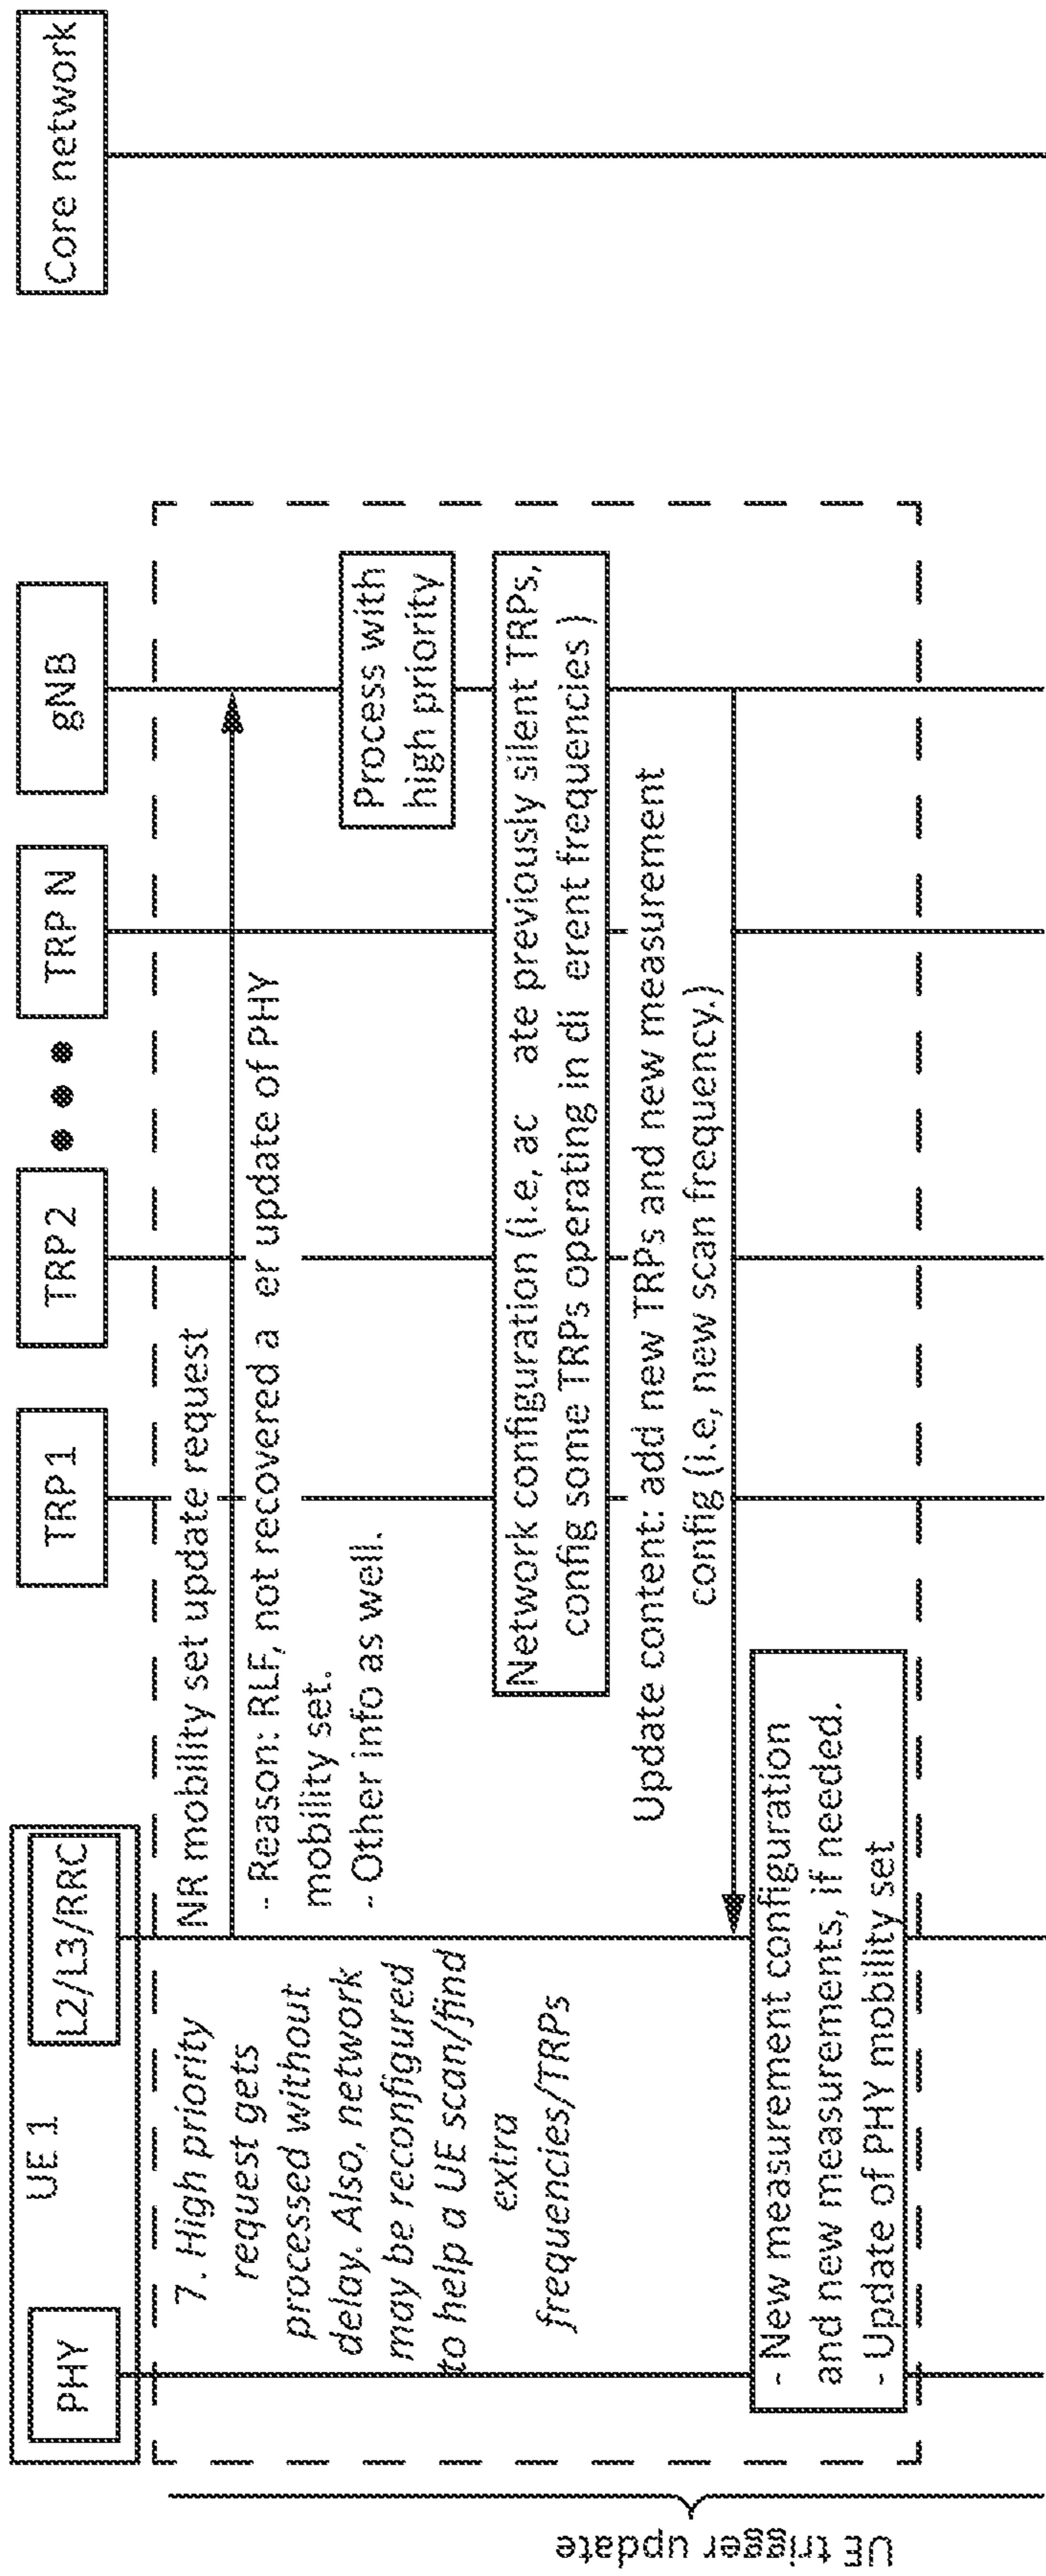 UE 1
PHY
L2/L3/RRC
TRP 1
TRP 2
TRP N
gNB
Core network
UE trigger update
7. High priority
request gets
processed without
delay. Also, network
may be reconfigured
to help a UE scan/find
extra
frequencies/TRPs
NR mobility set update request
- Reason: RLF, not recovered a er update of PHY
mobility set.
- Other info as well.
Process with
high priority
Network configuration (i.e, ac ate previously silent TRPs,
config some TRPs operating in di erent frequencies )
Update content: add new TRPs and new measurement
config (i.e, new scan frequency.)
- New measurement configuration
and new measurements, if needed.
- Update of PHY mobility set